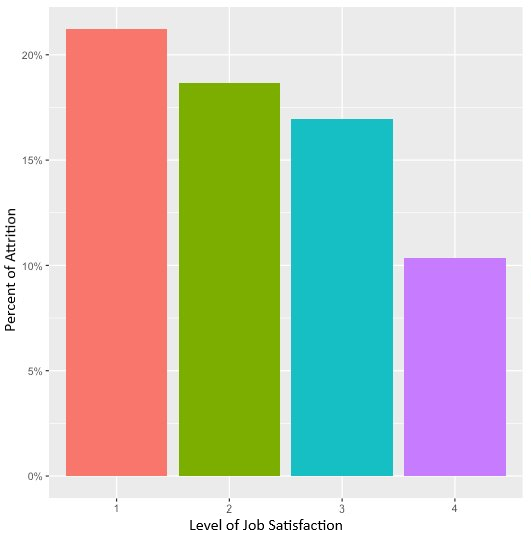 20%
15%
10%
5%
0%
Percent of Attrition
1 2 3 4
Level of Job Satisfaction